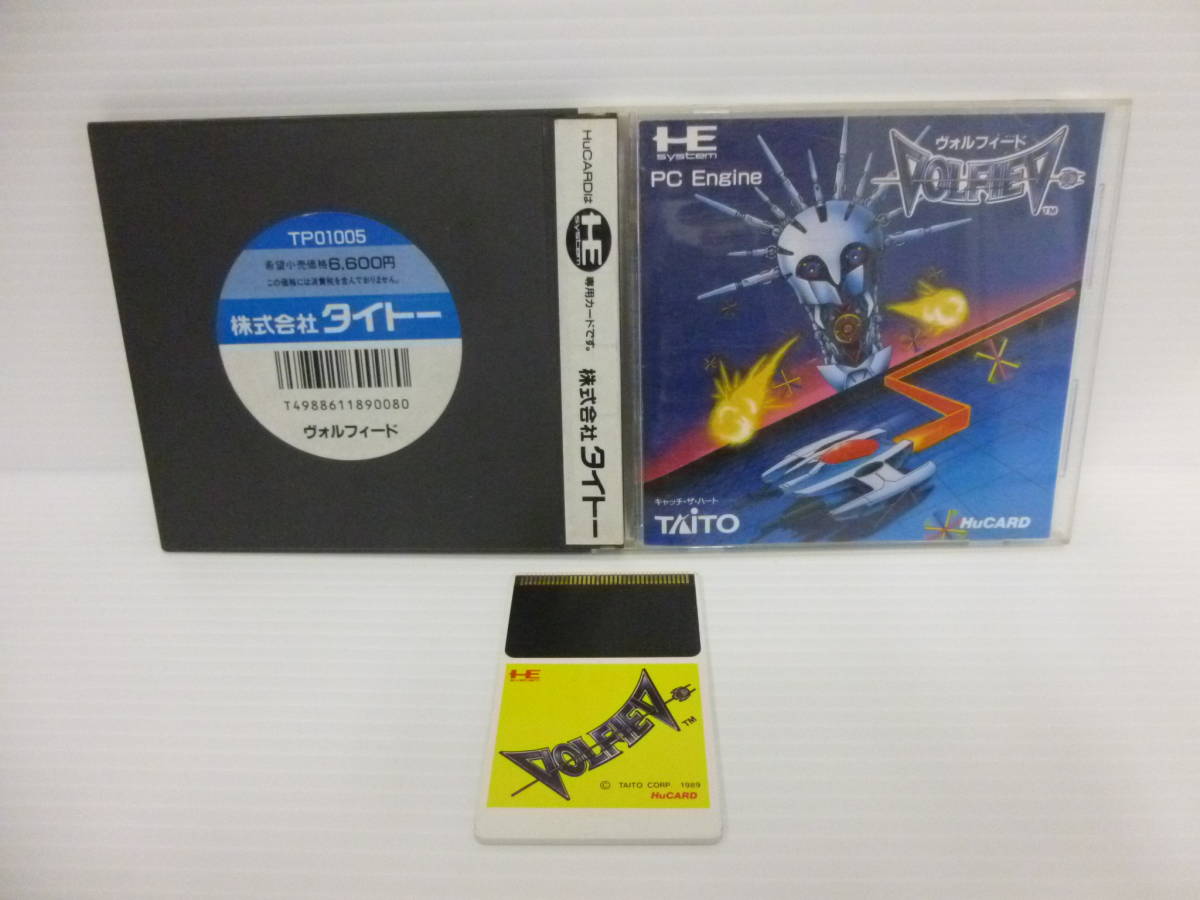 TP01005
希望小売価格6,600円
この価格には消費税を含んでおりません。
株式会社 タイトー
T4988611890080
ヴォルフィード
HuCARDは
HE
system
専用カードです。
株式会社 タイトー
HE
system
PC Engine
ヴォルフィード
VOLFIED
TM
キャッチ・ザ・ハート
TAITO
HuCARD
HE
system
VOLFIED
TM
© TAITO CORP. 1989
HuCARD